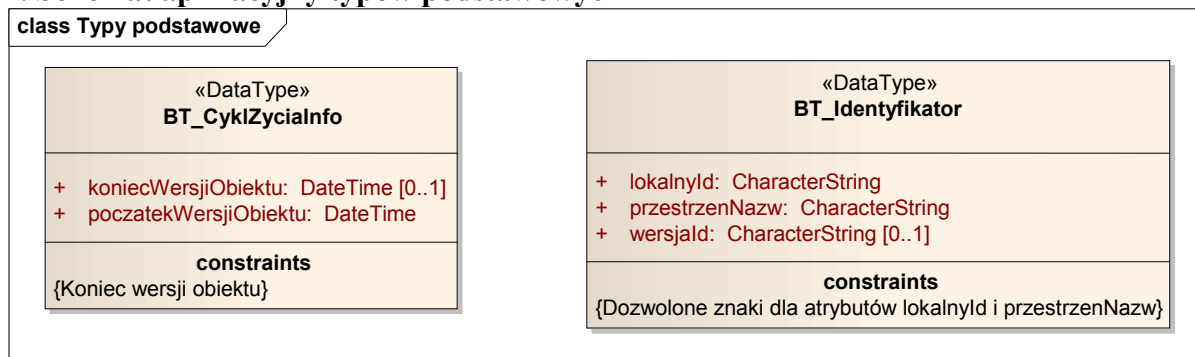 class Typy podstawowe
«DataType»
BT_CyklZyciaInfo
+ koniecWersjiObiektu: DateTime [0..1]
+ poczatekWersjiObiektu: DateTime
constraints
{Koniec wersji obiektu}
«DataType»
BT_Identyfikator
+ lokalnyId: CharacterString
+ przestrzenNazw: CharacterString
+ wersjaId: CharacterString [0..1]
constraints
{Dozwolone znaki dla atrybutów lokalnyId i przestrzenNazw}